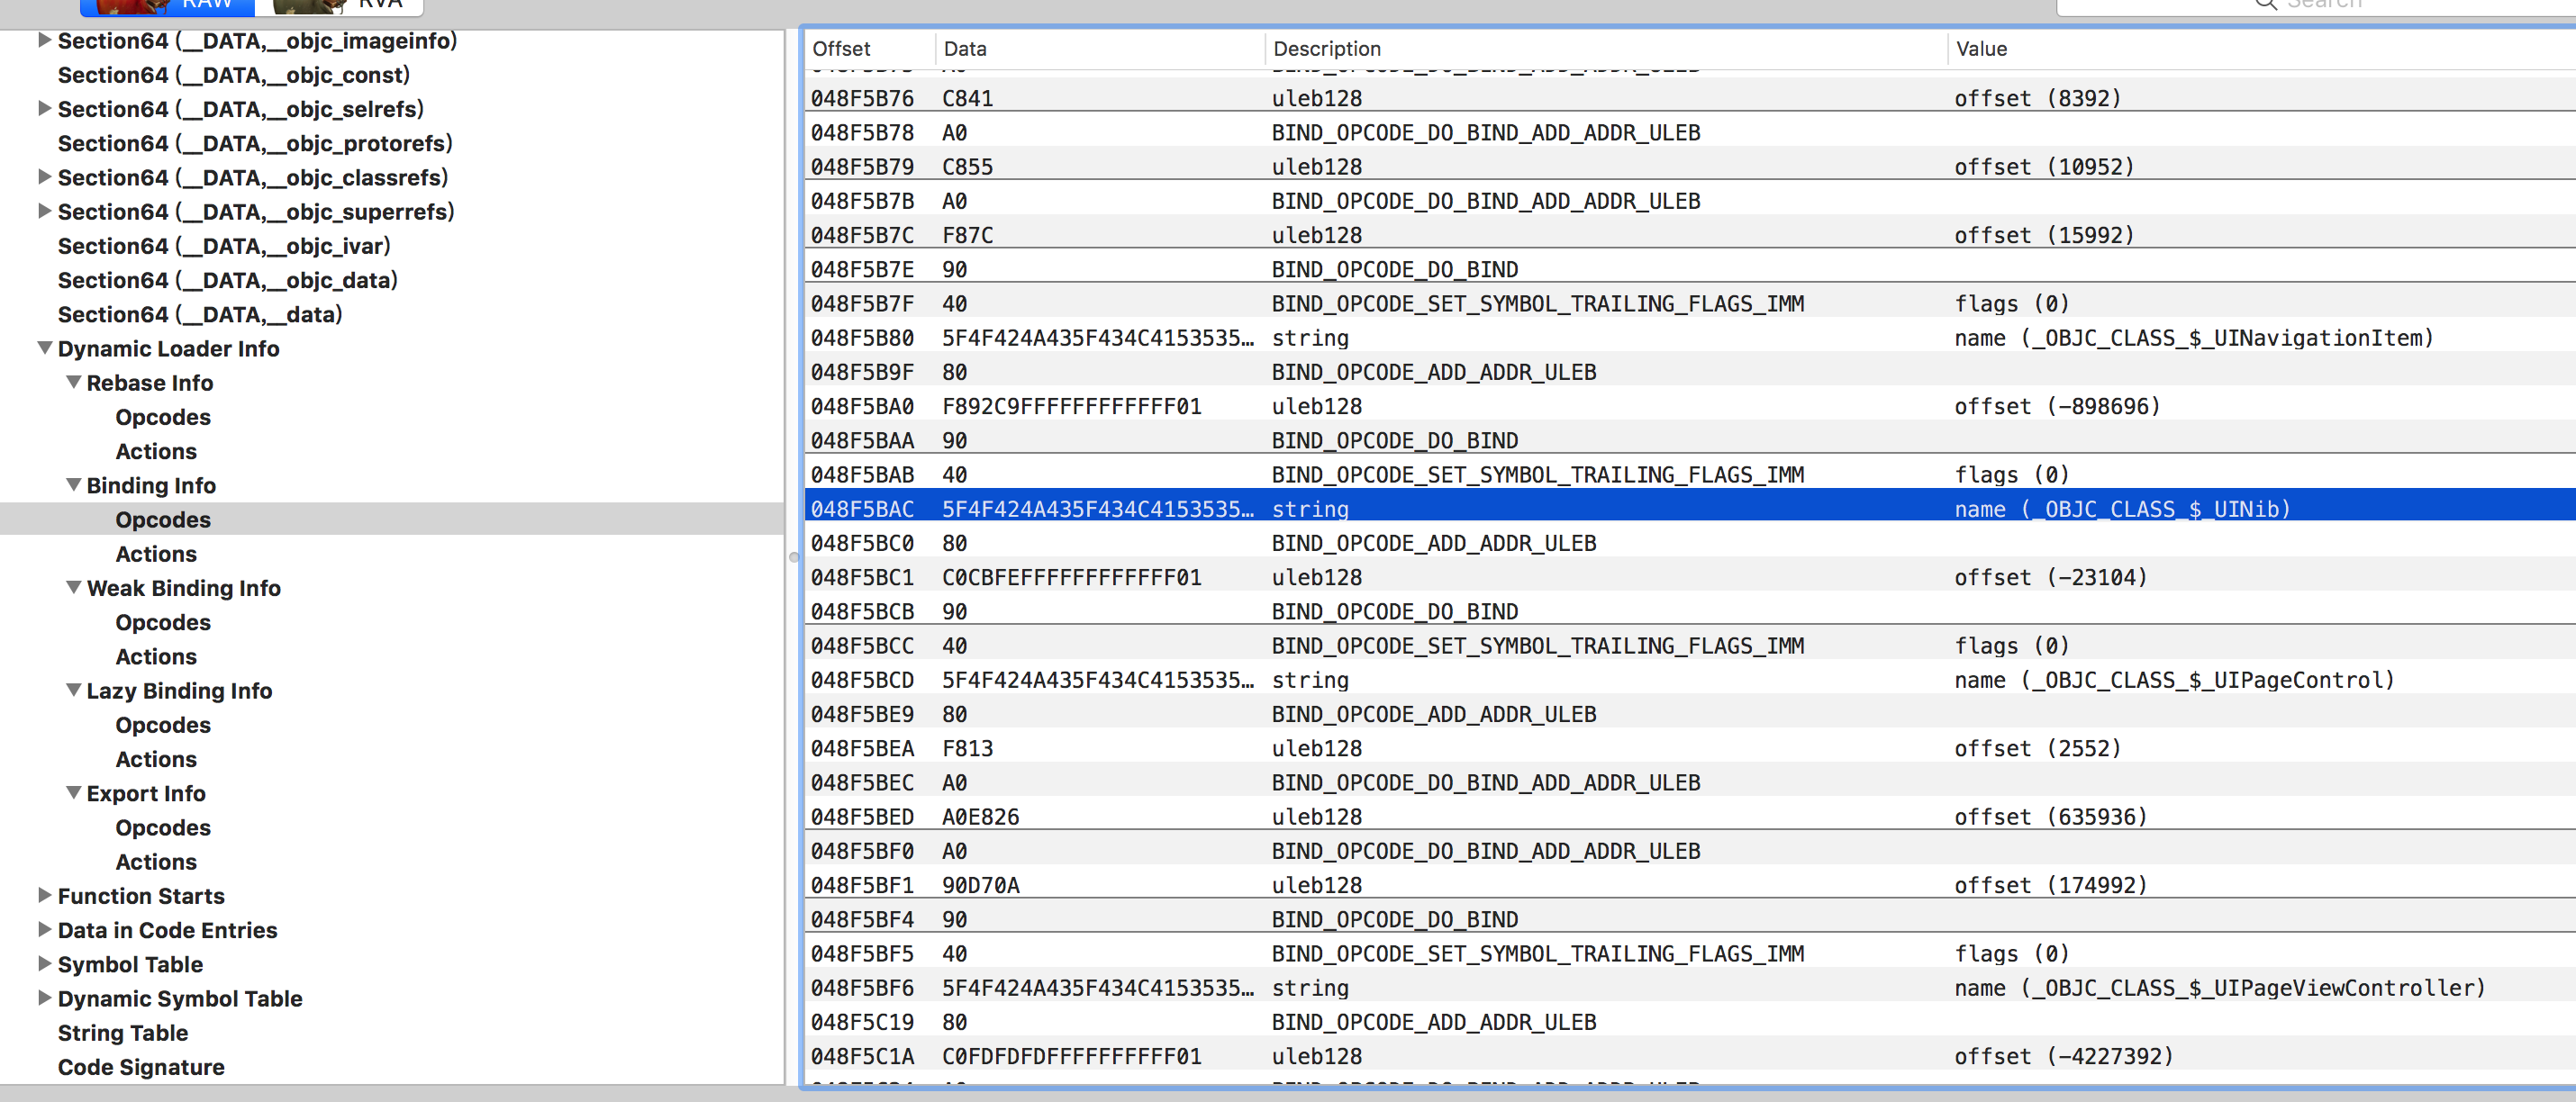 RAW RVA Search
Section64 (__DATA,__objc_imageinfo)
Section64 (__DATA,__objc_const)
Section64 (__DATA,__objc_selrefs)
Section64 (__DATA,__objc_protorefs)
Section64 (__DATA,__objc_classrefs)
Section64 (__DATA,__objc_superrefs)
Section64 (__DATA,__objc_ivar)
Section64 (__DATA,__objc_data)
Section64 (__DATA,__data)
Dynamic Loader Info
Rebase Info
Opcodes
Actions
Binding Info
Opcodes
Actions
Weak Binding Info
Opcodes
Actions
Lazy Binding Info
Opcodes
Actions
Export Info
Opcodes
Actions
Function Starts
Data in Code Entries
Symbol Table
Dynamic Symbol Table
String Table
Code Signature
Offset Data Description Value
048F5B75 A0 BIND_OPCODE_DO_BIND_ADD_ADDR_ULEB
048F5B76 C841 uleb128 offset (8392)
048F5B78 A0 BIND_OPCODE_DO_BIND_ADD_ADDR_ULEB
048F5B79 C855 uleb128 offset (10952)
048F5B7B A0 BIND_OPCODE_DO_BIND_ADD_ADDR_ULEB
048F5B7C F87C uleb128 offset (15992)
048F5B7E 90 BIND_OPCODE_DO_BIND
048F5B7F 40 BIND_OPCODE_SET_SYMBOL_TRAILING_FLAGS_IMM flags (0)
048F5B80 5F4F424A435F434C4153535… string name (_OBJC_CLASS_$_UINavigationItem)
048F5B9F 80 BIND_OPCODE_ADD_ADDR_ULEB
048F5BA0 F892C9FFFFFFFFFFFF01 uleb128 offset (-898696)
048F5BAA 90 BIND_OPCODE_DO_BIND
048F5BAB 40 BIND_OPCODE_SET_SYMBOL_TRAILING_FLAGS_IMM flags (0)
048F5BAC 5F4F424A435F434C4153535… string name (_OBJC_CLASS_$_UINib)
048F5BC0 80 BIND_OPCODE_ADD_ADDR_ULEB
048F5BC1 C0CBFEFFFFFFFFFFFF01 uleb128 offset (-23104)
048F5BCB 90 BIND_OPCODE_DO_BIND
048F5BCC 40 BIND_OPCODE_SET_SYMBOL_TRAILING_FLAGS_IMM flags (0)
048F5BCD 5F4F424A435F434C4153535… string name (_OBJC_CLASS_$_UIPageControl)
048F5BE9 80 BIND_OPCODE_ADD_ADDR_ULEB
048F5BEA F813 uleb128 offset (2552)
048F5BEC A0 BIND_OPCODE_DO_BIND_ADD_ADDR_ULEB
048F5BED A0E826 uleb128 offset (635936)
048F5BF0 A0 BIND_OPCODE_DO_BIND_ADD_ADDR_ULEB
048F5BF1 90D70A uleb128 offset (174992)
048F5BF4 90 BIND_OPCODE_DO_BIND
048F5BF5 40 BIND_OPCODE_SET_SYMBOL_TRAILING_FLAGS_IMM flags (0)
048F5BF6 5F4F424A435F434C4153535… string name (_OBJC_CLASS_$_UIPageViewController)
048F5C19 80 BIND_OPCODE_ADD_ADDR_ULEB
048F5C1A C0FDFDFDFFFFFFFFFF01 uleb128 offset (-4227392)
048F5C24 A0 BIND_OPCODE_DO_BIND_ADD_ADDR_ULEB